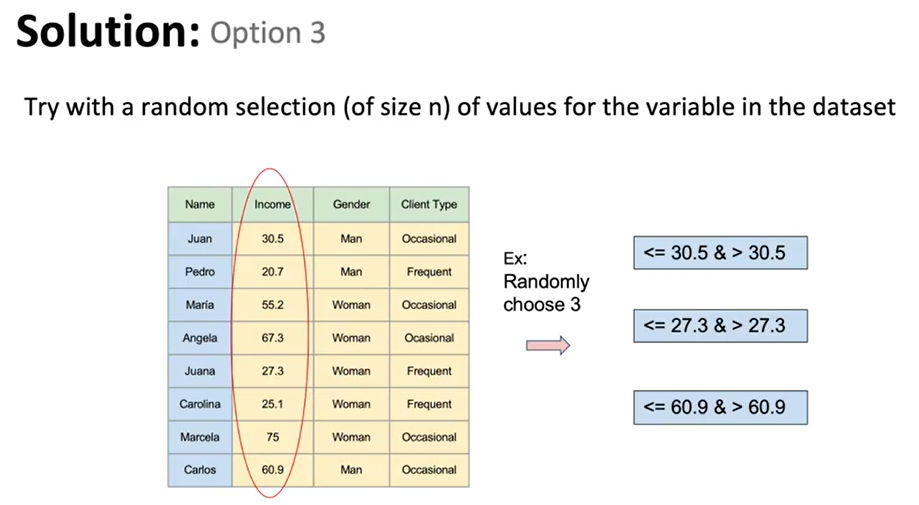 Solution: Option 3
Try with a random selection (of size n) of values for the variable in the dataset
Name Income Gender Client Type
Juan 30.5 Man Occasional
Pedro 20.7 Man Frequent
María 55.2 Woman Occasional
Angela 67.3 Woman Ocasional
Juana 27.3 Woman Frequent
Carolina 25.1 Woman Frequent
Marcela 75 Woman Occasional
Carlos 60.9 Man Occasional
Ex:
Randomly
choose 3
<= 30.5 & > 30.5
<= 27.3 & > 27.3
<= 60.9 & > 60.9